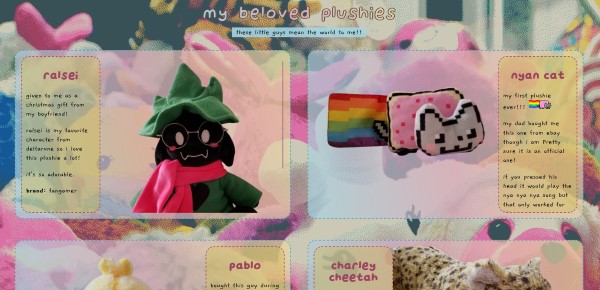 my beloved plushies
these little guys mean the world to me!!
ralsei
given to me as a
christmas gift from
my boyfriend!
ralsei is my favorite
character from
deltarune so i love
this plushie a lot!
it's so adorable.
brand: fangamer
nyan cat
my first plushie
ever!!!
my dad bought me
this one from ebay
though i am pretty
sure it is an official
one!
if you pressed his
head it would play the
nya nya nya song but
that only worked for
pablo
bought this guy during
charley
cheetah